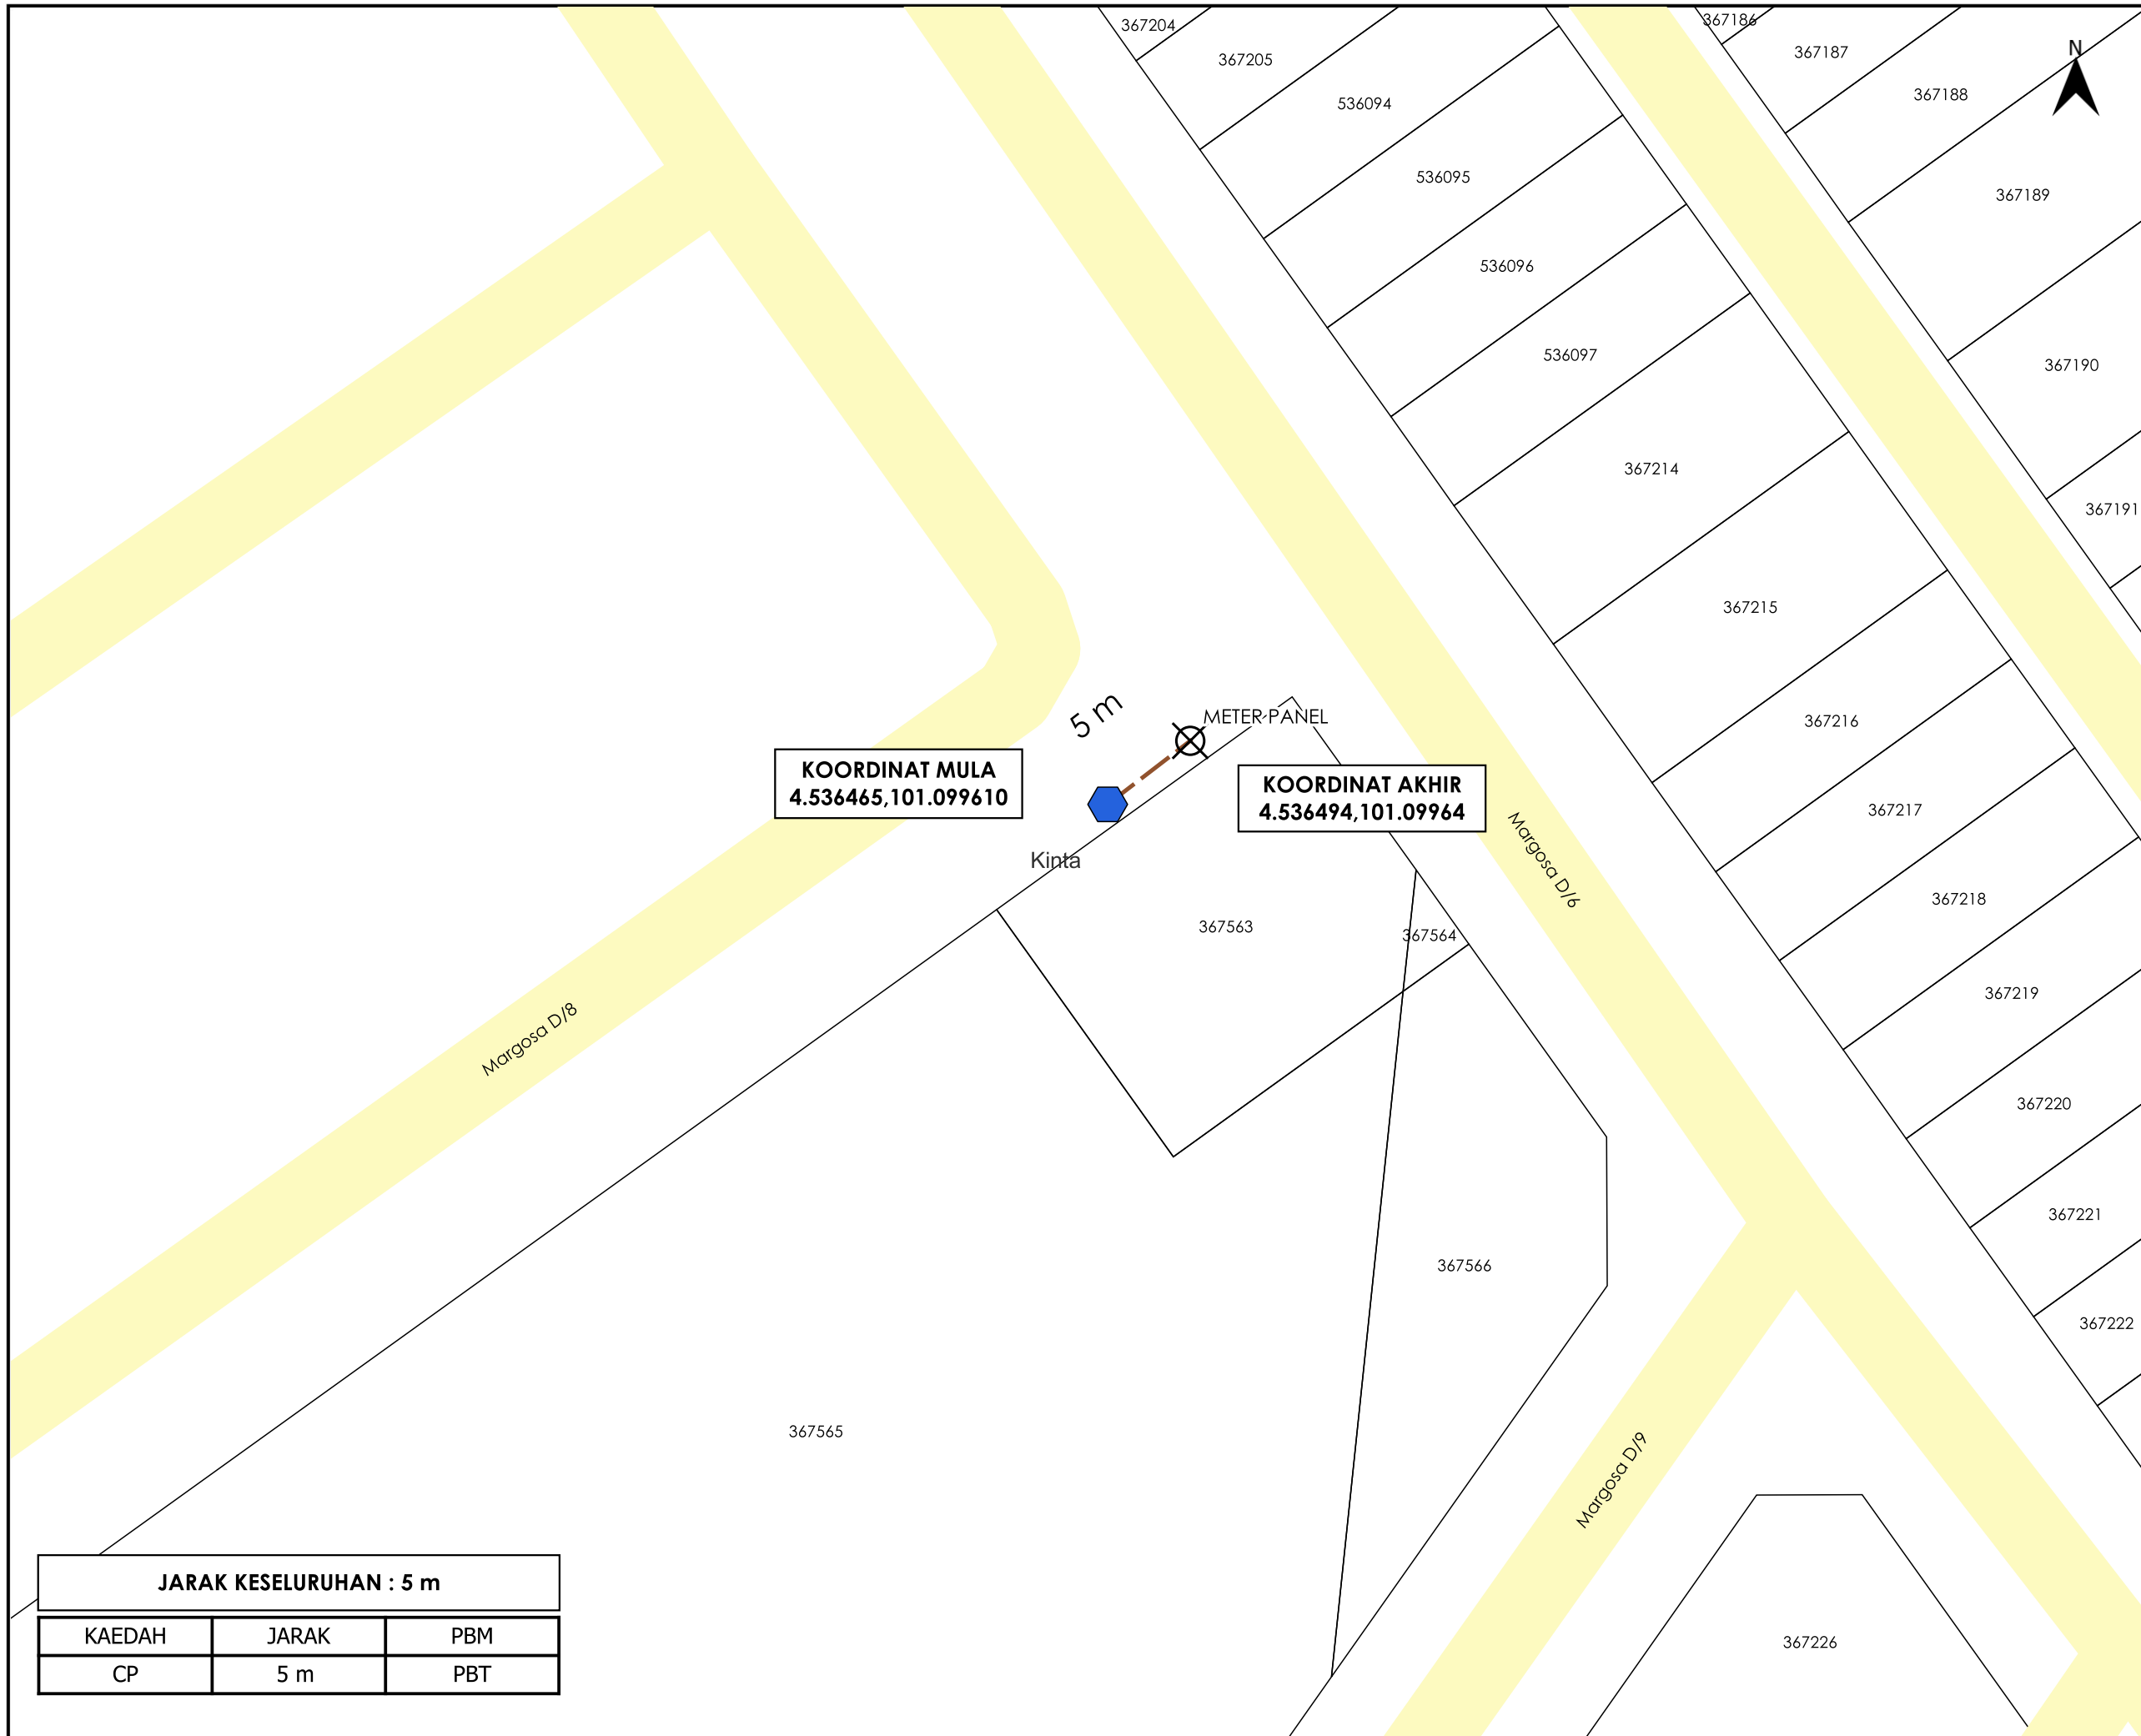 367204
367186
367205
367187
N
536094
367188
536095
367189
536096
536097
367190
367214
367191
367215
5 m
METER PANEL
367216
KOORDINAT MULA
4.536465,101.099610
KOORDINAT AKHIR
4.536494,101.09964
367217
Margosa D/6
Kinta
367218
367563
367564
367219
Margosa D/8
367220
367221
367566
367222
367565
Margosa D/9
JARAK KESELURUHAN : 5 m
KAEDAH JARAK PBM
CP 5 m PBT
367226